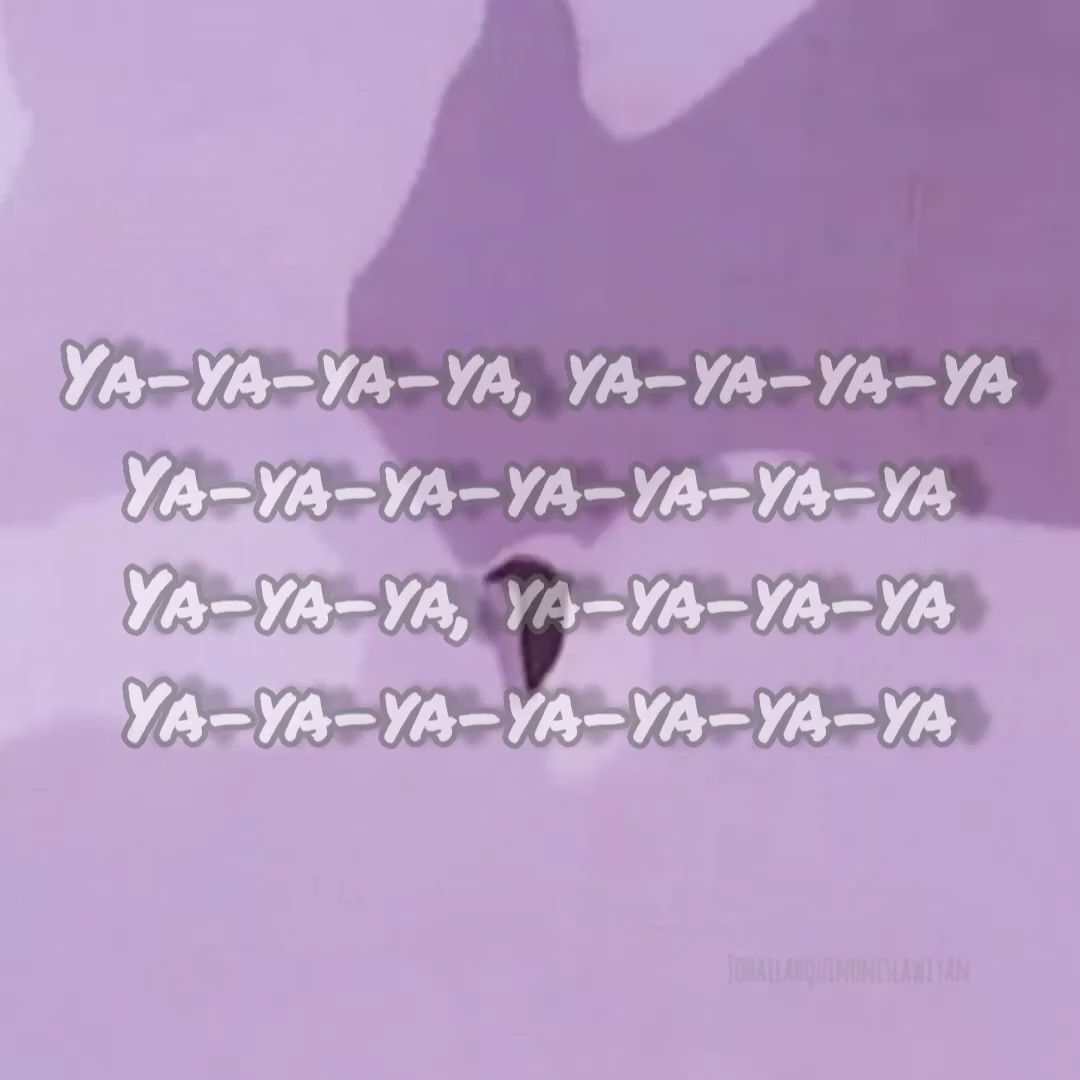 Ya-ya-ya-ya, ya-ya-ya-ya
Ya-ya-ya-ya-ya-ya-ya
Ya-ya-ya, ya-ya-ya-ya
Ya-ya-ya-ya-ya-ya-ya
Johailahquinoneslawiyan